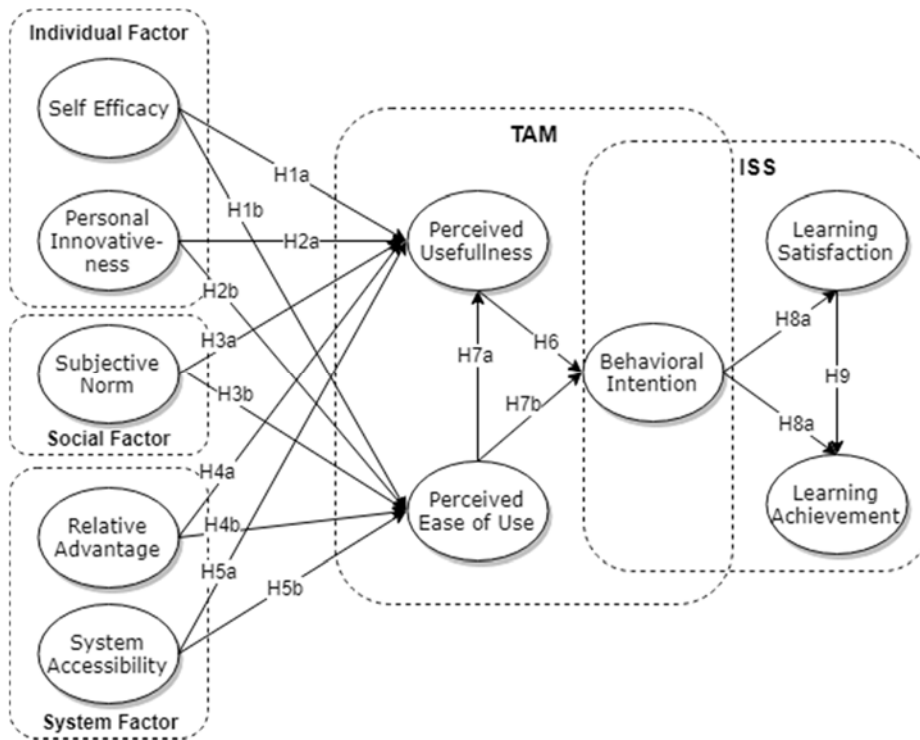 Individual Factor
Self Efficacy
Personal
Innovative-
ness
Subjective
Norm
Social Factor
Relative
Advantage
System
Accessibility
System Factor
H1a
H1b
H2a
H2b
H3a
H3b
H4a
H4b
H5a
H5b
TAM
Perceived
Usefullness
H7a
Perceived
Ease of Use
H6
H7b
Behavioral
Intention
ISS
H8a
H8a
Learning
Satisfaction
H9
Learning
Achievement